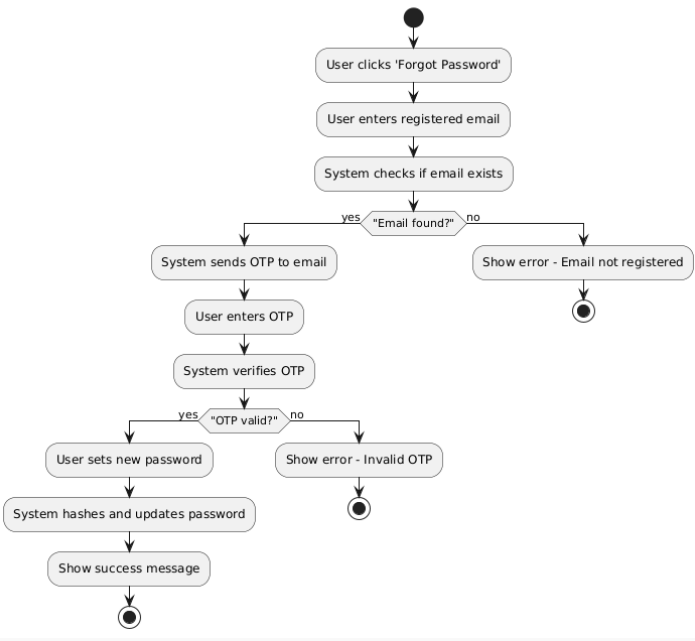 User clicks 'Forgot Password'
User enters registered email
System checks if email exists
yes
"Email found?"
no
System sends OTP to email
Show error - Email not registered
User enters OTP
System verifies OTP
yes
"OTP valid?"
no
User sets new password
Show error - Invalid OTP
System hashes and updates password
Show success message